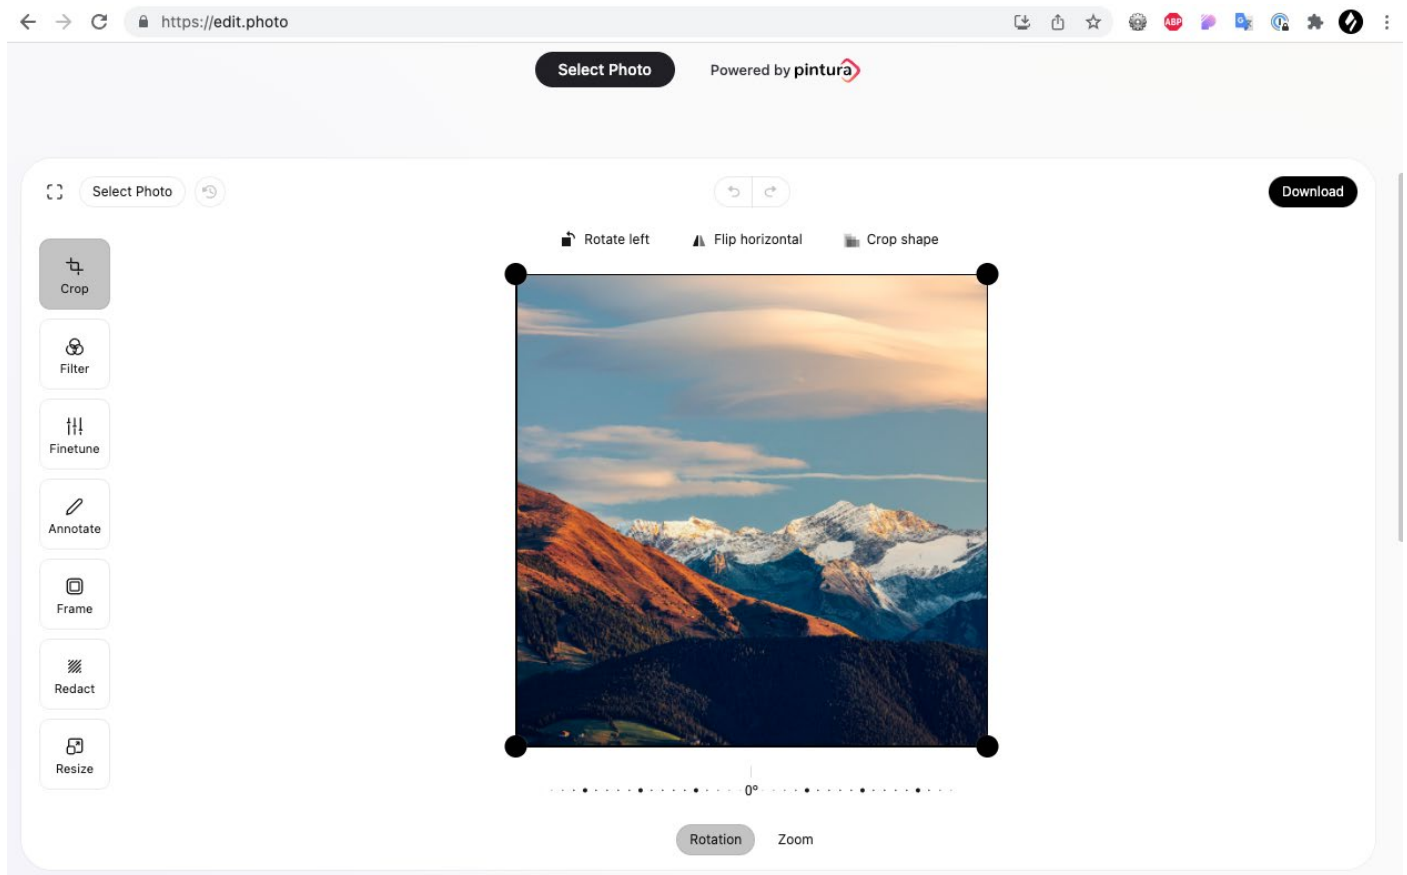 https://edit.photo
ABP
Select Photo
Powered by pintura
Select Photo
Download
Rotate left
Flip horizontal
Crop shape
Crop
Filter
Finetune
Annotate
Frame
Redact
Resize
0°
Rotation
Zoom